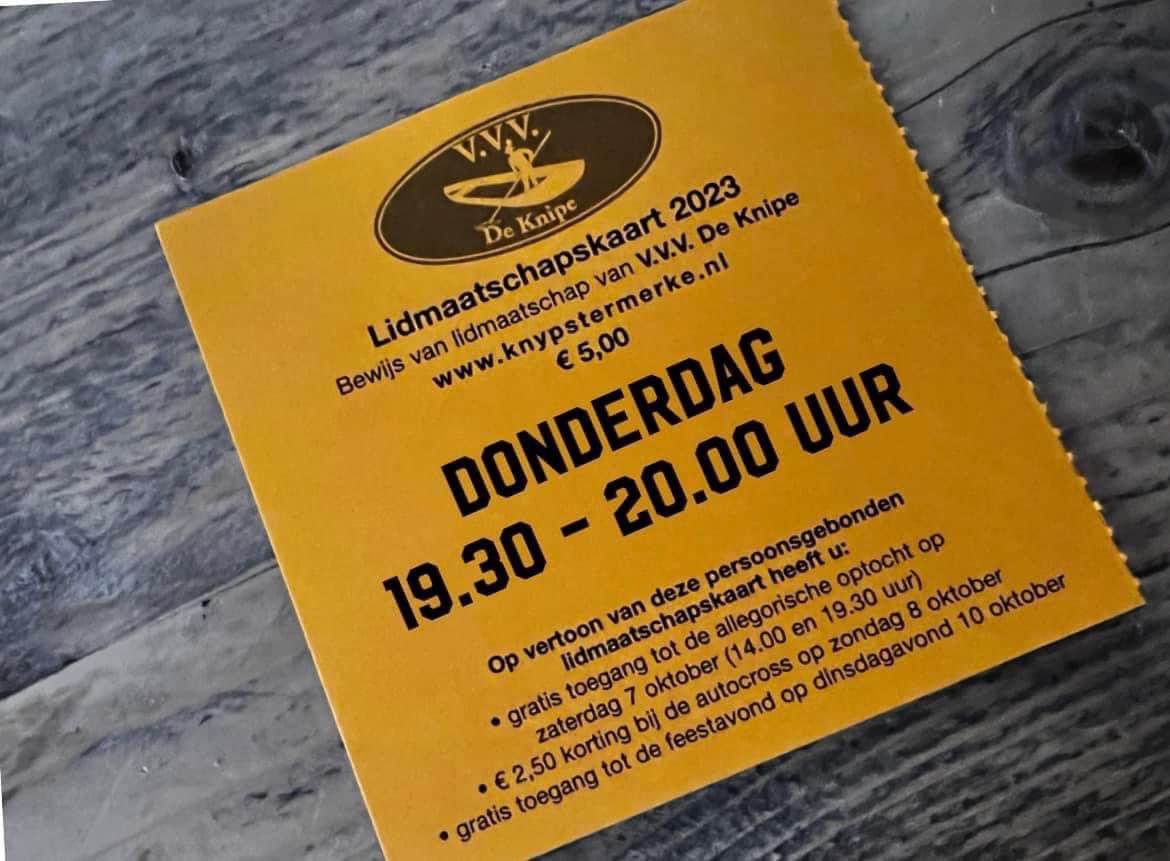 V.V.V.
De Knipe
Lidmaatschapskaart 2023
Bewijs van lidmaatschap van V.V.V. De Knipe
www.knypstermerke.nl
€ 5,00
DONDERDAG
19.30 - 20.00 UUR
Op vertoon van deze persoonsgebonden
lidmaatschapskaart heeft u:
• gratis toegang tot de allegorische optocht op
zaterdag 7 oktober (14.00 en 19.30 uur)
• € 2,50 korting bij de autocross op zondag 8 oktober
• gratis toegang tot de feestavond op dinsdagavond 10 oktober